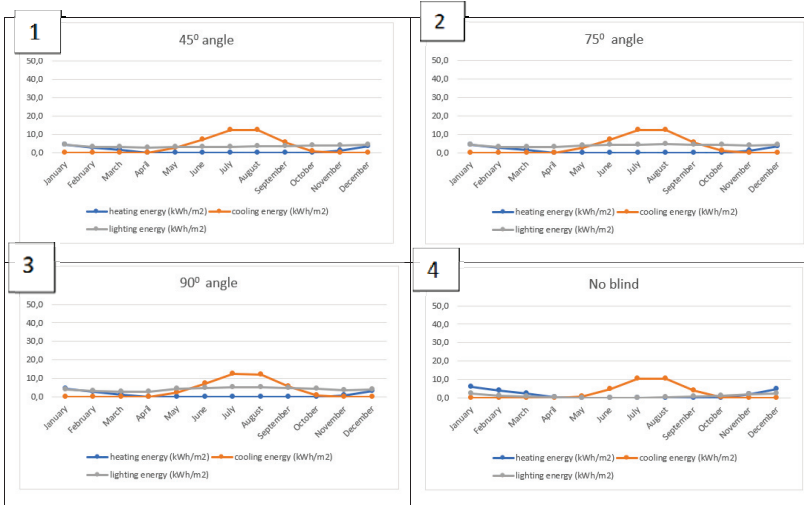 1
45⁰ angle
50,0
40,0
30,0
20,0
10,0
0,0
January
February
March
April
May
June
July
August
September
October
November
December
heating energy (kWh/m2)
cooling energy (kWh/m2)
lighting energy (kWh/m2)
2
75⁰ angle
50,0
40,0
30,0
20,0
10,0
0,0
January
February
March
April
May
June
July
August
September
October
November
December
heating energy (kWh/m2)
cooling energy (kWh/m2)
lighting energy (kWh/m2)
3
90⁰ angle
50,0
40,0
30,0
20,0
10,0
0,0
January
February
March
April
May
June
July
August
September
October
November
December
heating energy (kWh/m2)
cooling energy (kWh/m2)
lighting energy (kWh/m2)
4
No blind
50,0
40,0
30,0
20,0
10,0
0,0
January
February
March
April
May
June
July
August
September
October
November
December
heating energy (kWh/m2)
cooling energy (kWh/m2)
lighting energy (kWh/m2)